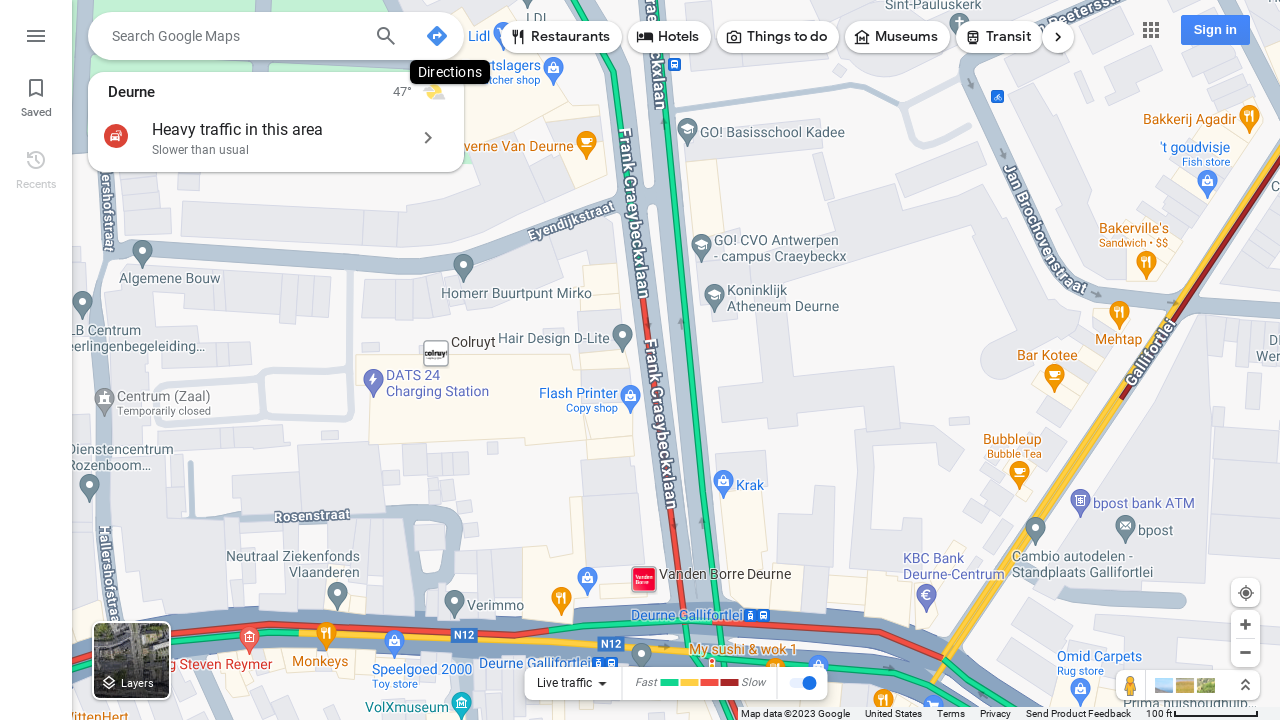 Search Google Maps
Directions
Restaurants
Hotels
Things to do
Museums
Transit
Sign in
Saved
Recents
Deurne
47°
Heavy traffic in this area
Slower than usual
LDL
Lidl
Sint-Pauluskerk
GO! Basisschool Kadee
Bakkerij Agadir
't goudvisje
Fish store
verne Van Deurne
Frank Craeybeckxlaan
Eyendijkstraat
Jan Brochovenstraat
Bakerville's
Sandwich • $$
GO! CVO Antwerpen
- campus Craeybeckx
Algemene Bouw
Homerr Buurtpunt Mirko
Koninklijk
Atheneum Deurne
LB Centrum
eerlingenbegeleiding...
Colruyt
Hair Design D-Lite
Frank Craeybeckxlaan
Mehtap
Gallifortlei
Bar Kotee
DATS 24
Charging Station
Flash Printer
Copy shop
Centrum (Zaal)
Temporarily closed
Dienstencentrum
Rozenboom...
Bubbleup
Bubble Tea
Krak
bpost bank ATM
bpost
Rosenstraat
Hallershofstraat
Neutraal Ziekenfonds
Vlaanderen
Cambio autodelen -
Standplaats Gallifortlei
KBC Bank
Deurne-Centrum
Vanden Borre Deurne
Verimmo
Deurne Gallifortlei
N12
N12
My sushi & wok 1
g Steven Reymer
Monkeys
Speelgoed 2000
Toy store
Deurne Gallifortlei
Omid Carpets
Rug store
VolXmuseum
WittenHert
Prima hulshoudhulp...
Layers
Live traffic
Fast
Slow
Map data ©2023 Google
United States
Terms
Privacy
Send Product Feedback
100 ft